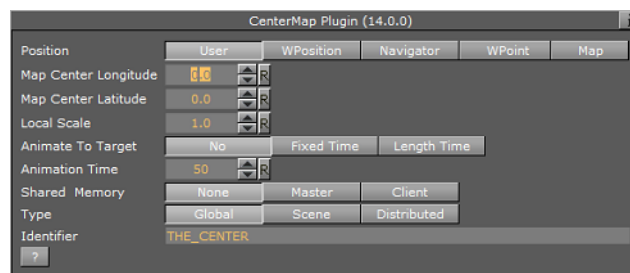 CenterMap Plugin (14.0.0)
Position User WPosition Navigator WPoint Map
Map Center Longitude 0.0 R
Map Center Latitude 0.0 R
Local Scale 1.0 R
Animate To Target No Fixed Time Length Time
Animation Time 50 R
Shared Memory None Master Client
Type Global Scene Distributed
Identifier THE_CENTER
?